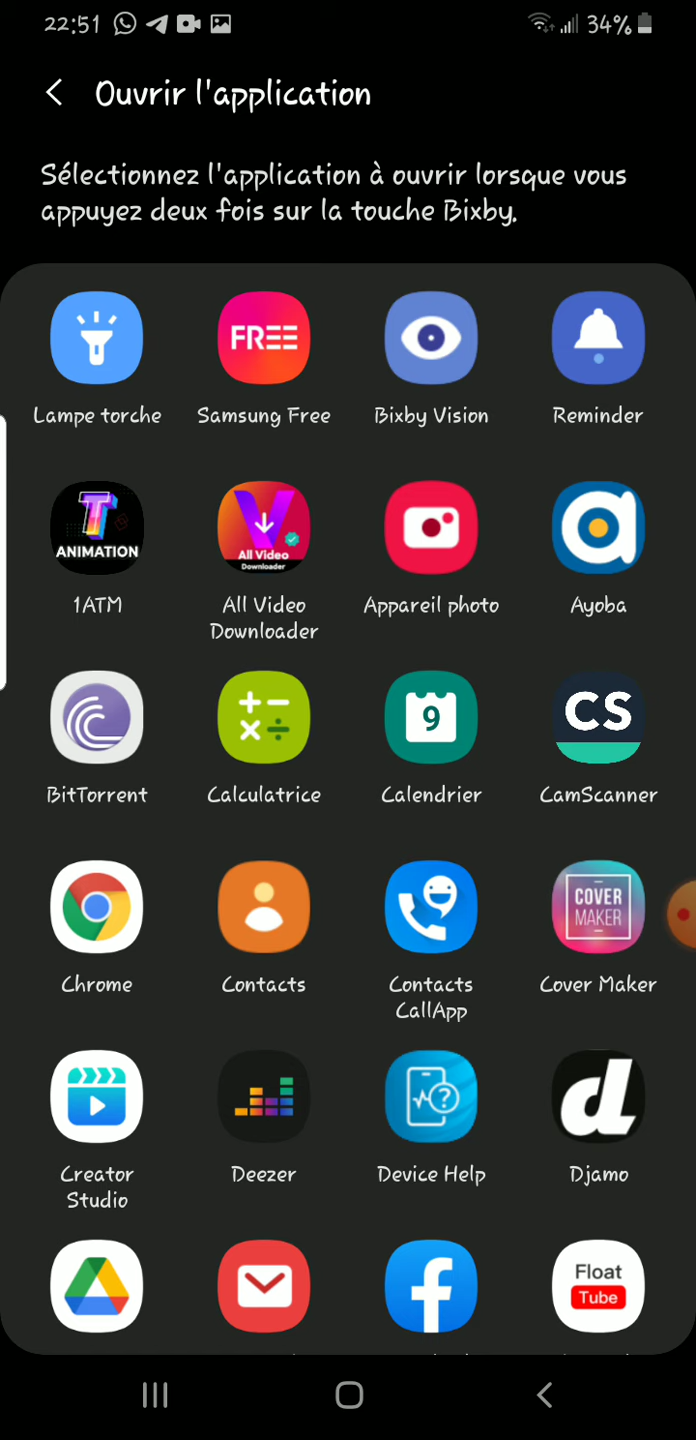 22:51
34%
Ouvrir l'application
Sélectionnez l'application à ouvrir lorsque vous
appuyez deux fois sur la touche Bixby.
FREE
Lampe torche
Samsung Free
Bixby Vision
Reminder
T
ANIMATION
V
All Video
Downloader
a
1ATM
All Video
Downloader
Appareil photo
Ayoba
+ −
× ÷
9
CS
BitTorrent
Calculatrice
Calendrier
CamScanner
COVER
MAKER
Chrome
Contacts
Contacts
CallApp
Cover Maker
?
d
Creator
Studio
Deezer
Device Help
Djamo
f
Float
Tube